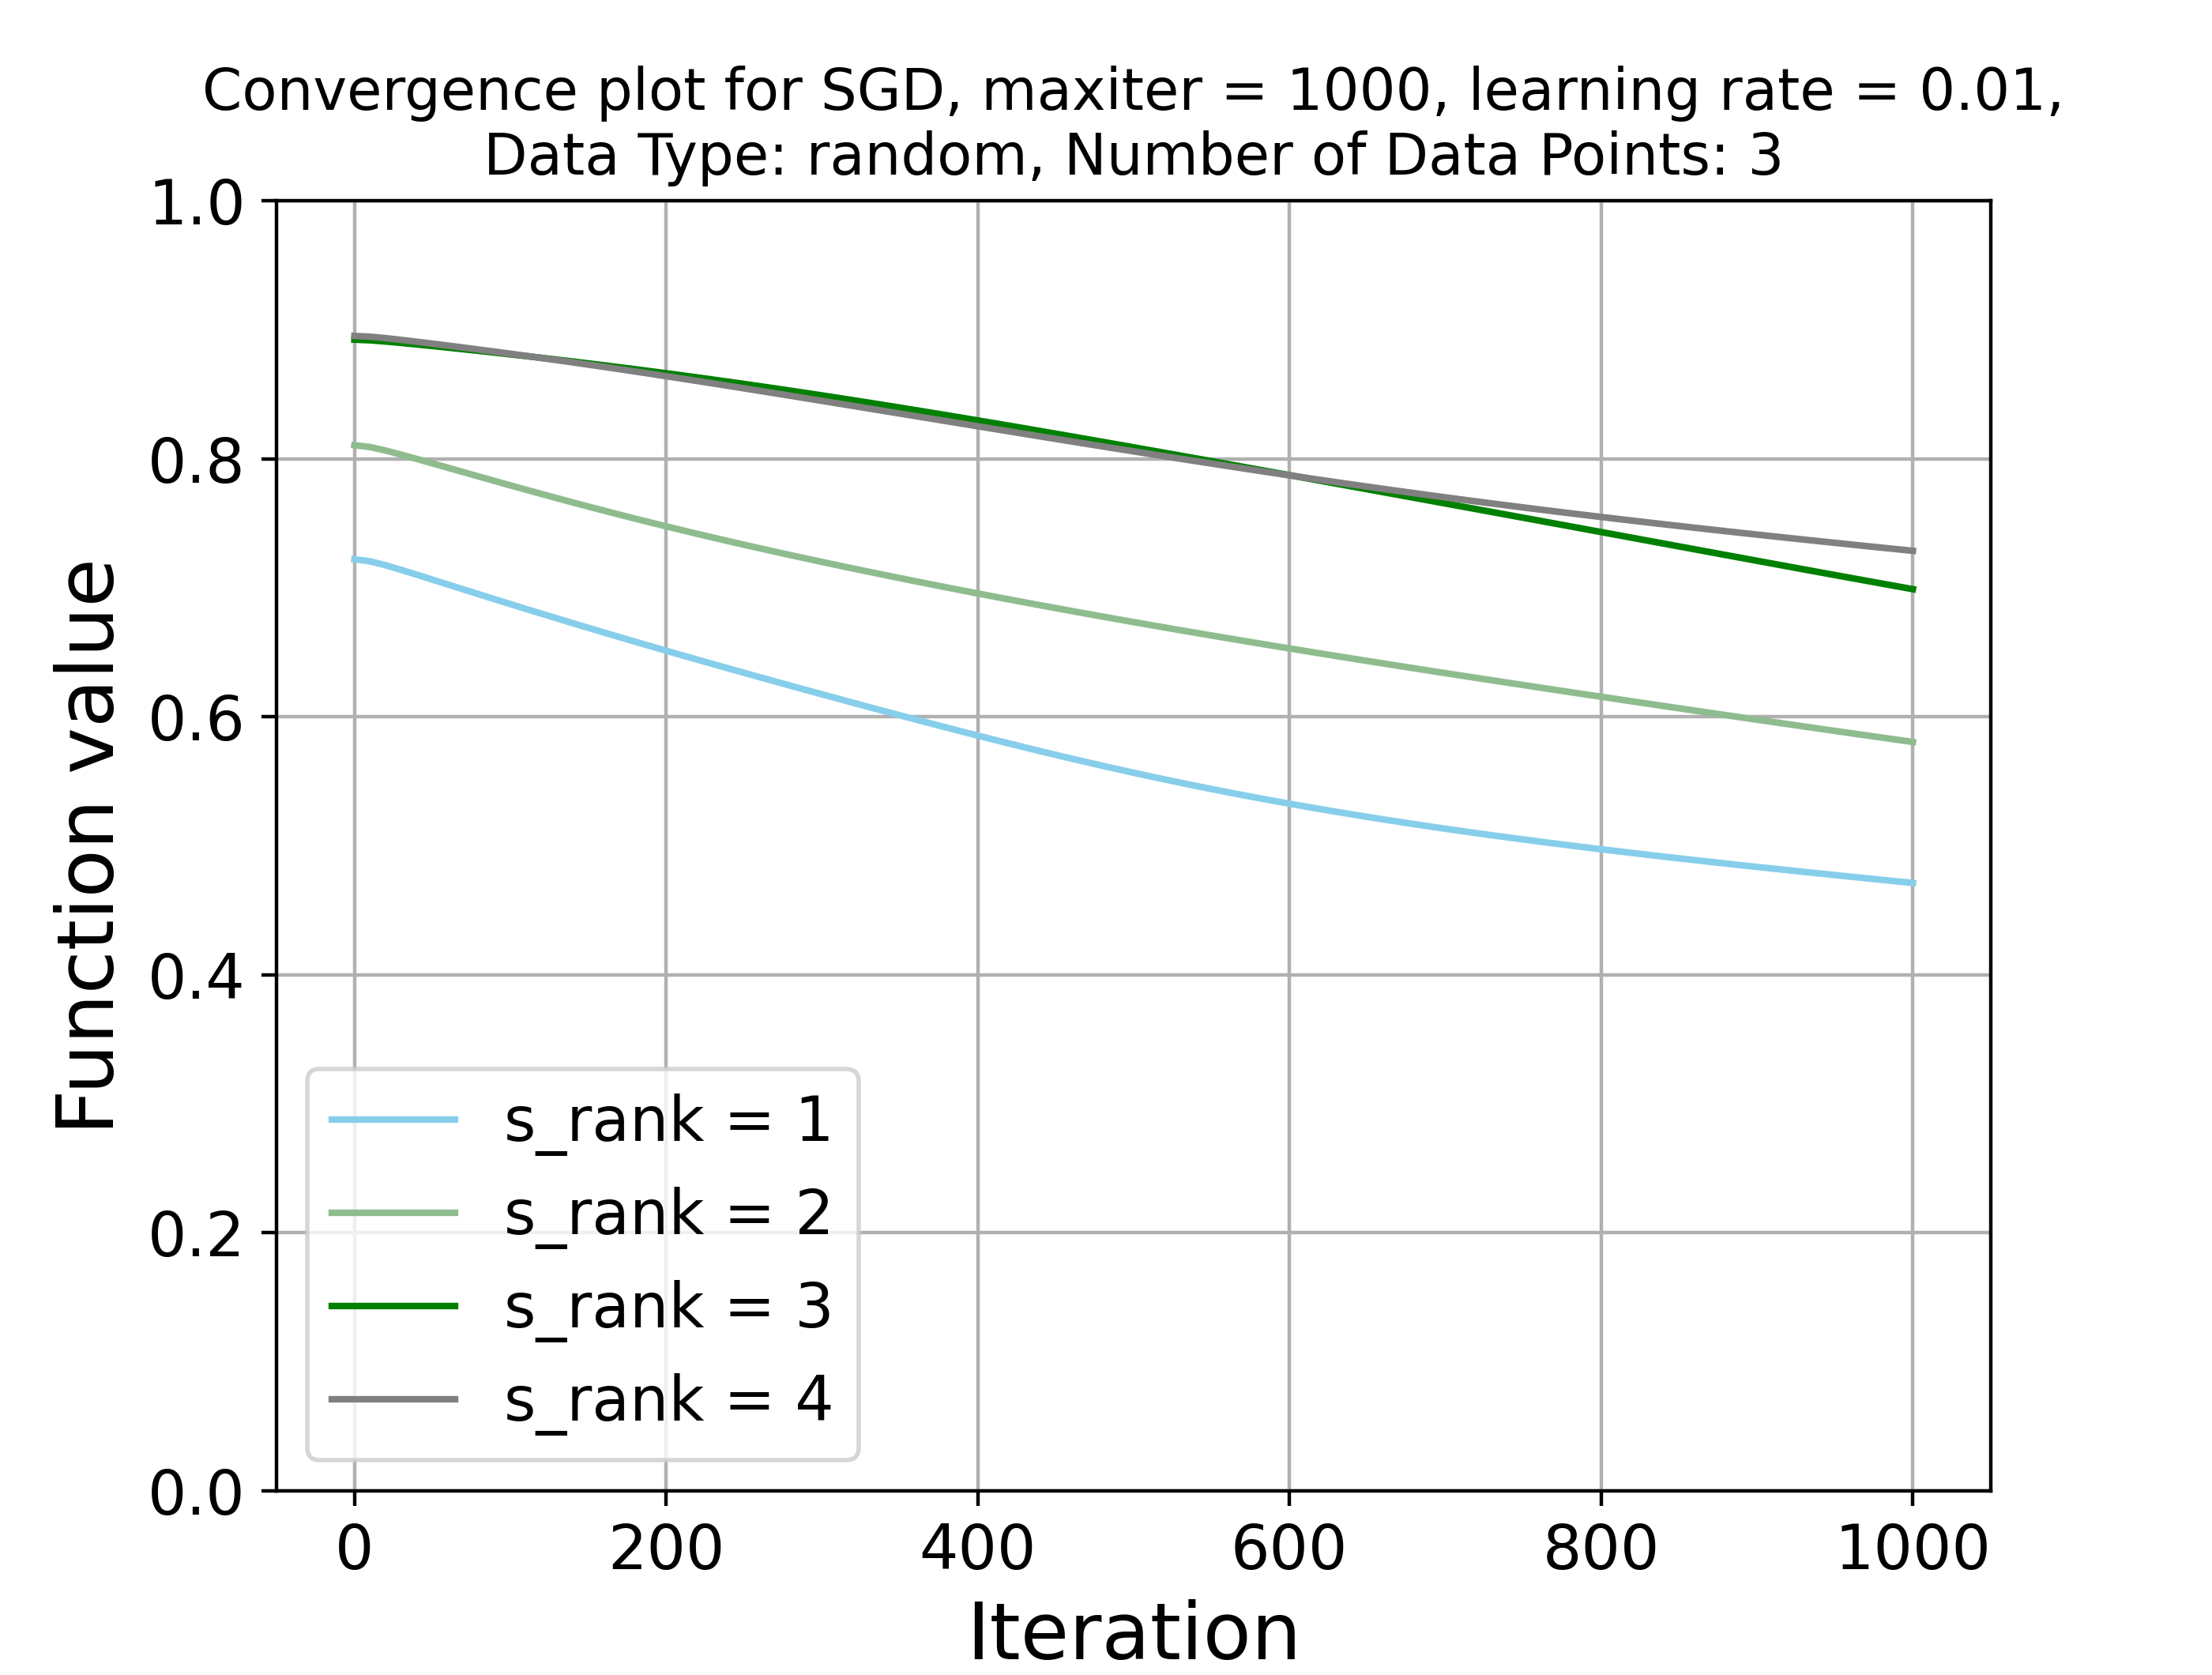 Convergence plot for SGD, maxiter = 1000, learning rate = 0.01,
Data Type: random, Number of Data Points: 3
1.0
0.8
0.6
0.4
0.2
0.0
Function value
s_rank = 1
s_rank = 2
s_rank = 3
s_rank = 4
0 200 400 600 800 1000
Iteration